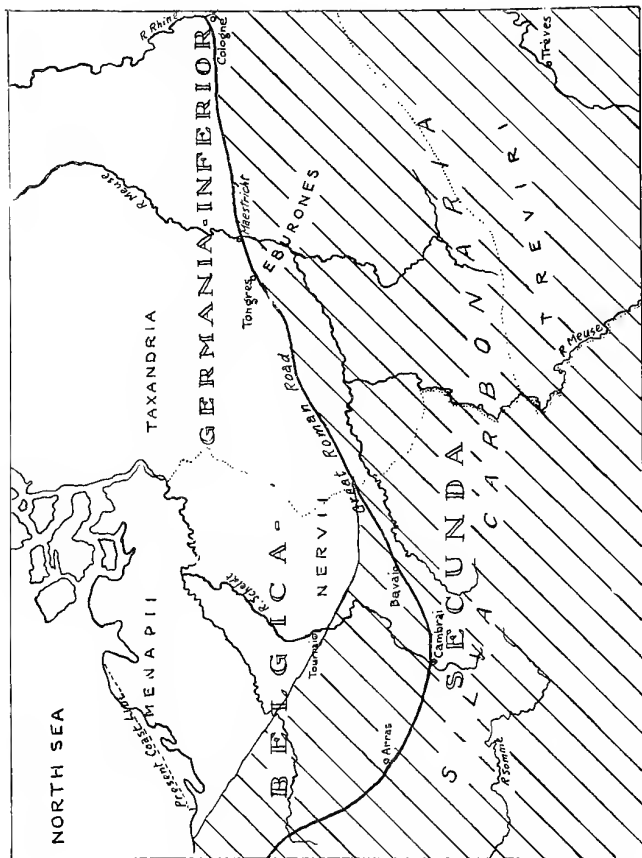 NORTH SEA
Present Coast Line
MENAPII
TAXANDRIA
R. Rhine
R Meuse
GERMANIA-INFERIOR
Cologne
Maestricht
Tongres
EBURONES
R. Scheldt
BELGICA-
NERVII
Great Roman Road
Tournai
Bavai
Cambrai
SECUNDA
Arras
SILVA CARBONARIA
TREVIRI
Trèves
R Meuse
R Somme